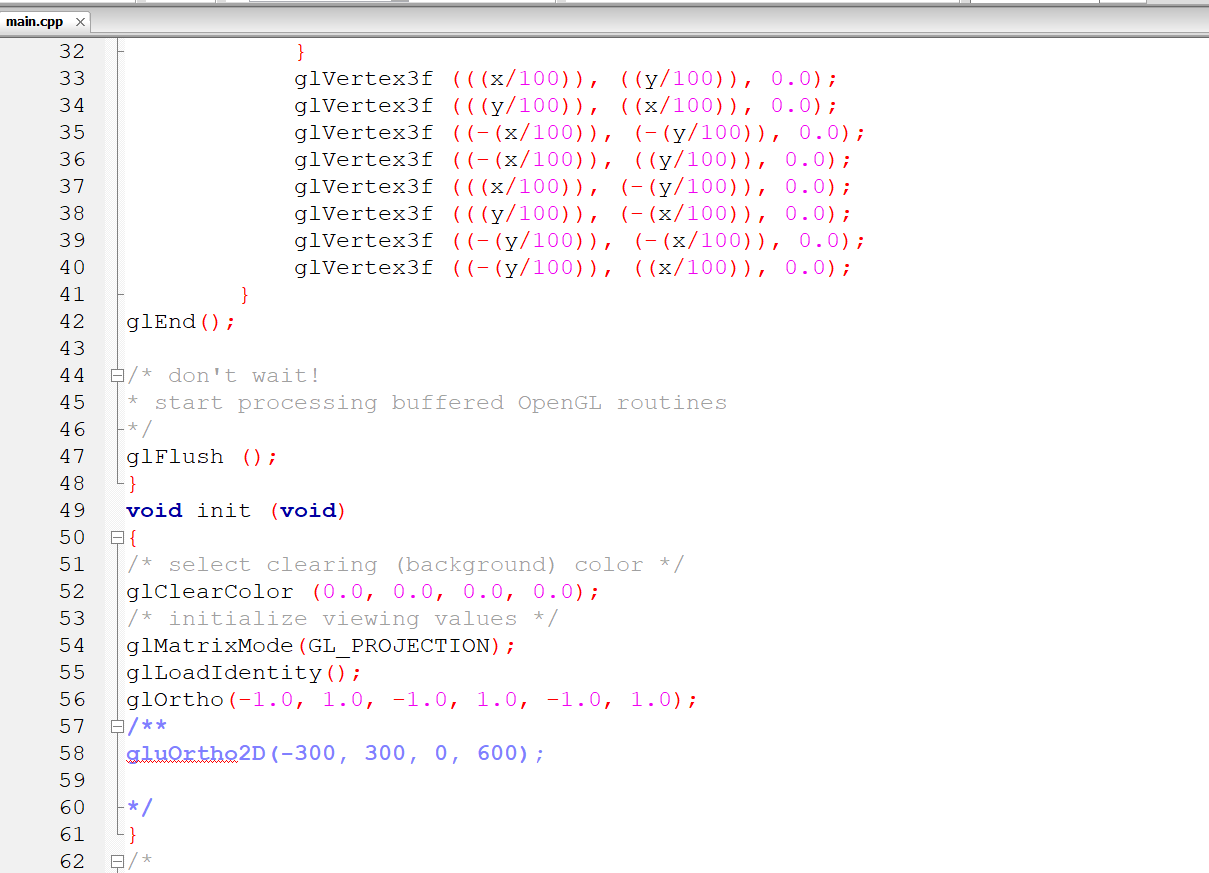 main.cpp ×
32 }
33 glVertex3f (((x/100)), ((y/100)), 0.0);
34 glVertex3f (((y/100)), ((x/100)), 0.0);
35 glVertex3f ((-(x/100)), (-(y/100)), 0.0);
36 glVertex3f ((-(x/100)), ((y/100)), 0.0);
37 glVertex3f (((x/100)), (-(y/100)), 0.0);
38 glVertex3f (((y/100)), (-(x/100)), 0.0);
39 glVertex3f ((-(y/100)), (-(x/100)), 0.0);
40 glVertex3f ((-(y/100)), ((x/100)), 0.0);
41 }
42 glEnd();
43
44 /* don't wait!
45 * start processing buffered OpenGL routines
46 */
47 glFlush ();
48 }
49 void init (void)
50 {
51 /* select clearing (background) color */
52 glClearColor (0.0, 0.0, 0.0, 0.0);
53 /* initialize viewing values */
54 glMatrixMode(GL_PROJECTION);
55 glLoadIdentity();
56 glOrtho(-1.0, 1.0, -1.0, 1.0, -1.0, 1.0);
57 /**
58 gluOrtho2D(-300, 300, 0, 600);
59
60 */
61 }
62 /*